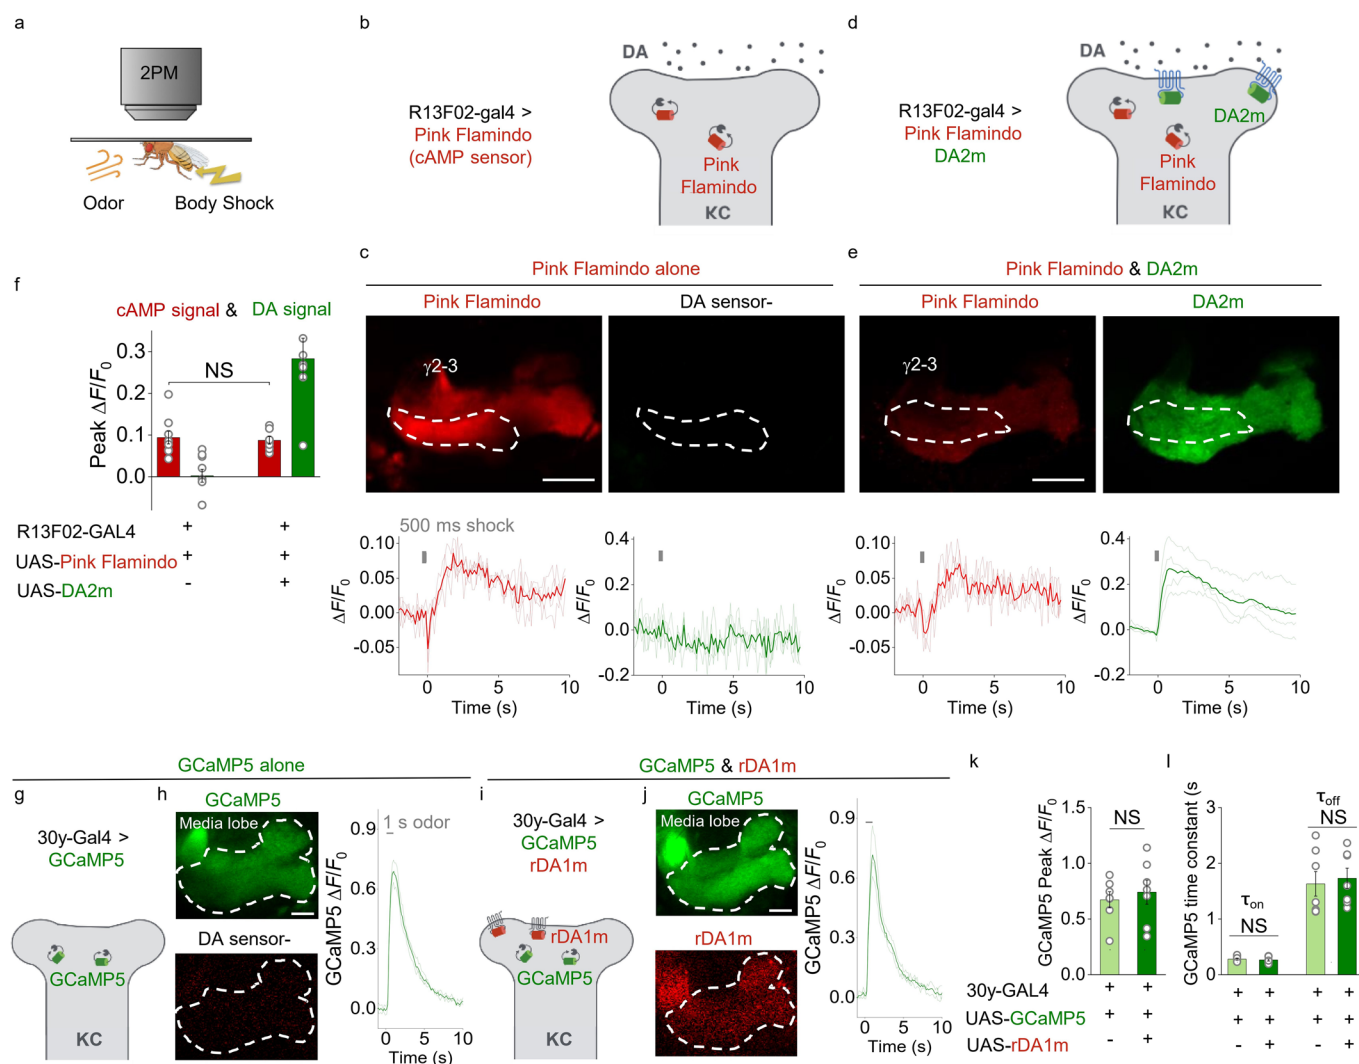 a
2PM
Odor
Body Shock
b
R13F02-gal4 >
Pink Flamindo
(cAMP sensor)
DA
Pink
Flamindo
KC
d
R13F02-gal4 >
Pink Flamindo
DA2m
DA
DA2m
Pink
Flamindo
KC
c
Pink Flamindo alone
Pink Flamindo
DA sensor-
γ2-3
500 ms shock
ΔF/F0
0.10
0.05
0.00
-0.05
0
5
10
Time (s)
ΔF/F0
0.4
0.2
0.0
-0.2
0
5
10
Time (s)
e
Pink Flamindo & DA2m
Pink Flamindo
DA2m
γ2-3
ΔF/F0
0.10
0.05
0.00
-0.05
0
5
10
Time (s)
ΔF/F0
0.4
0.2
0.0
-0.2
0
5
10
Time (s)
f
cAMP signal & DA signal
Peak ΔF/F0
0.3
0.2
0.1
0.0
NS
R13F02-GAL4 + +
UAS-Pink Flamindo + +
UAS-DA2m - +
GCaMP5 alone
g
30y-Gal4 >
GCaMP5
GCaMP5
KC
h
GCaMP5
Media lobe
DA sensor-
GCaMP5 ΔF/F0
0.9
0.6
0.3
0.0
1 s odor
0
5
10
Time (s)
GCaMP5 & rDA1m
i
30y-Gal4 >
GCaMP5
rDA1m
rDA1m
GCaMP5
KC
j
GCaMP5
Media lobe
rDA1m
GCaMP5 ΔF/F0
0.9
0.6
0.3
0.0
0
5
10
Time (s)
k
GCaMP5 Peak ΔF/F0
1.5
1.0
0.5
0.0
NS
30y-GAL4 + +
UAS-GCaMP5 + +
UAS-rDA1m - +
l
GCaMP5 time constant (s
3
2
1
0
τon
NS
τoff
NS
+ + + +
+ + + +
- + - +